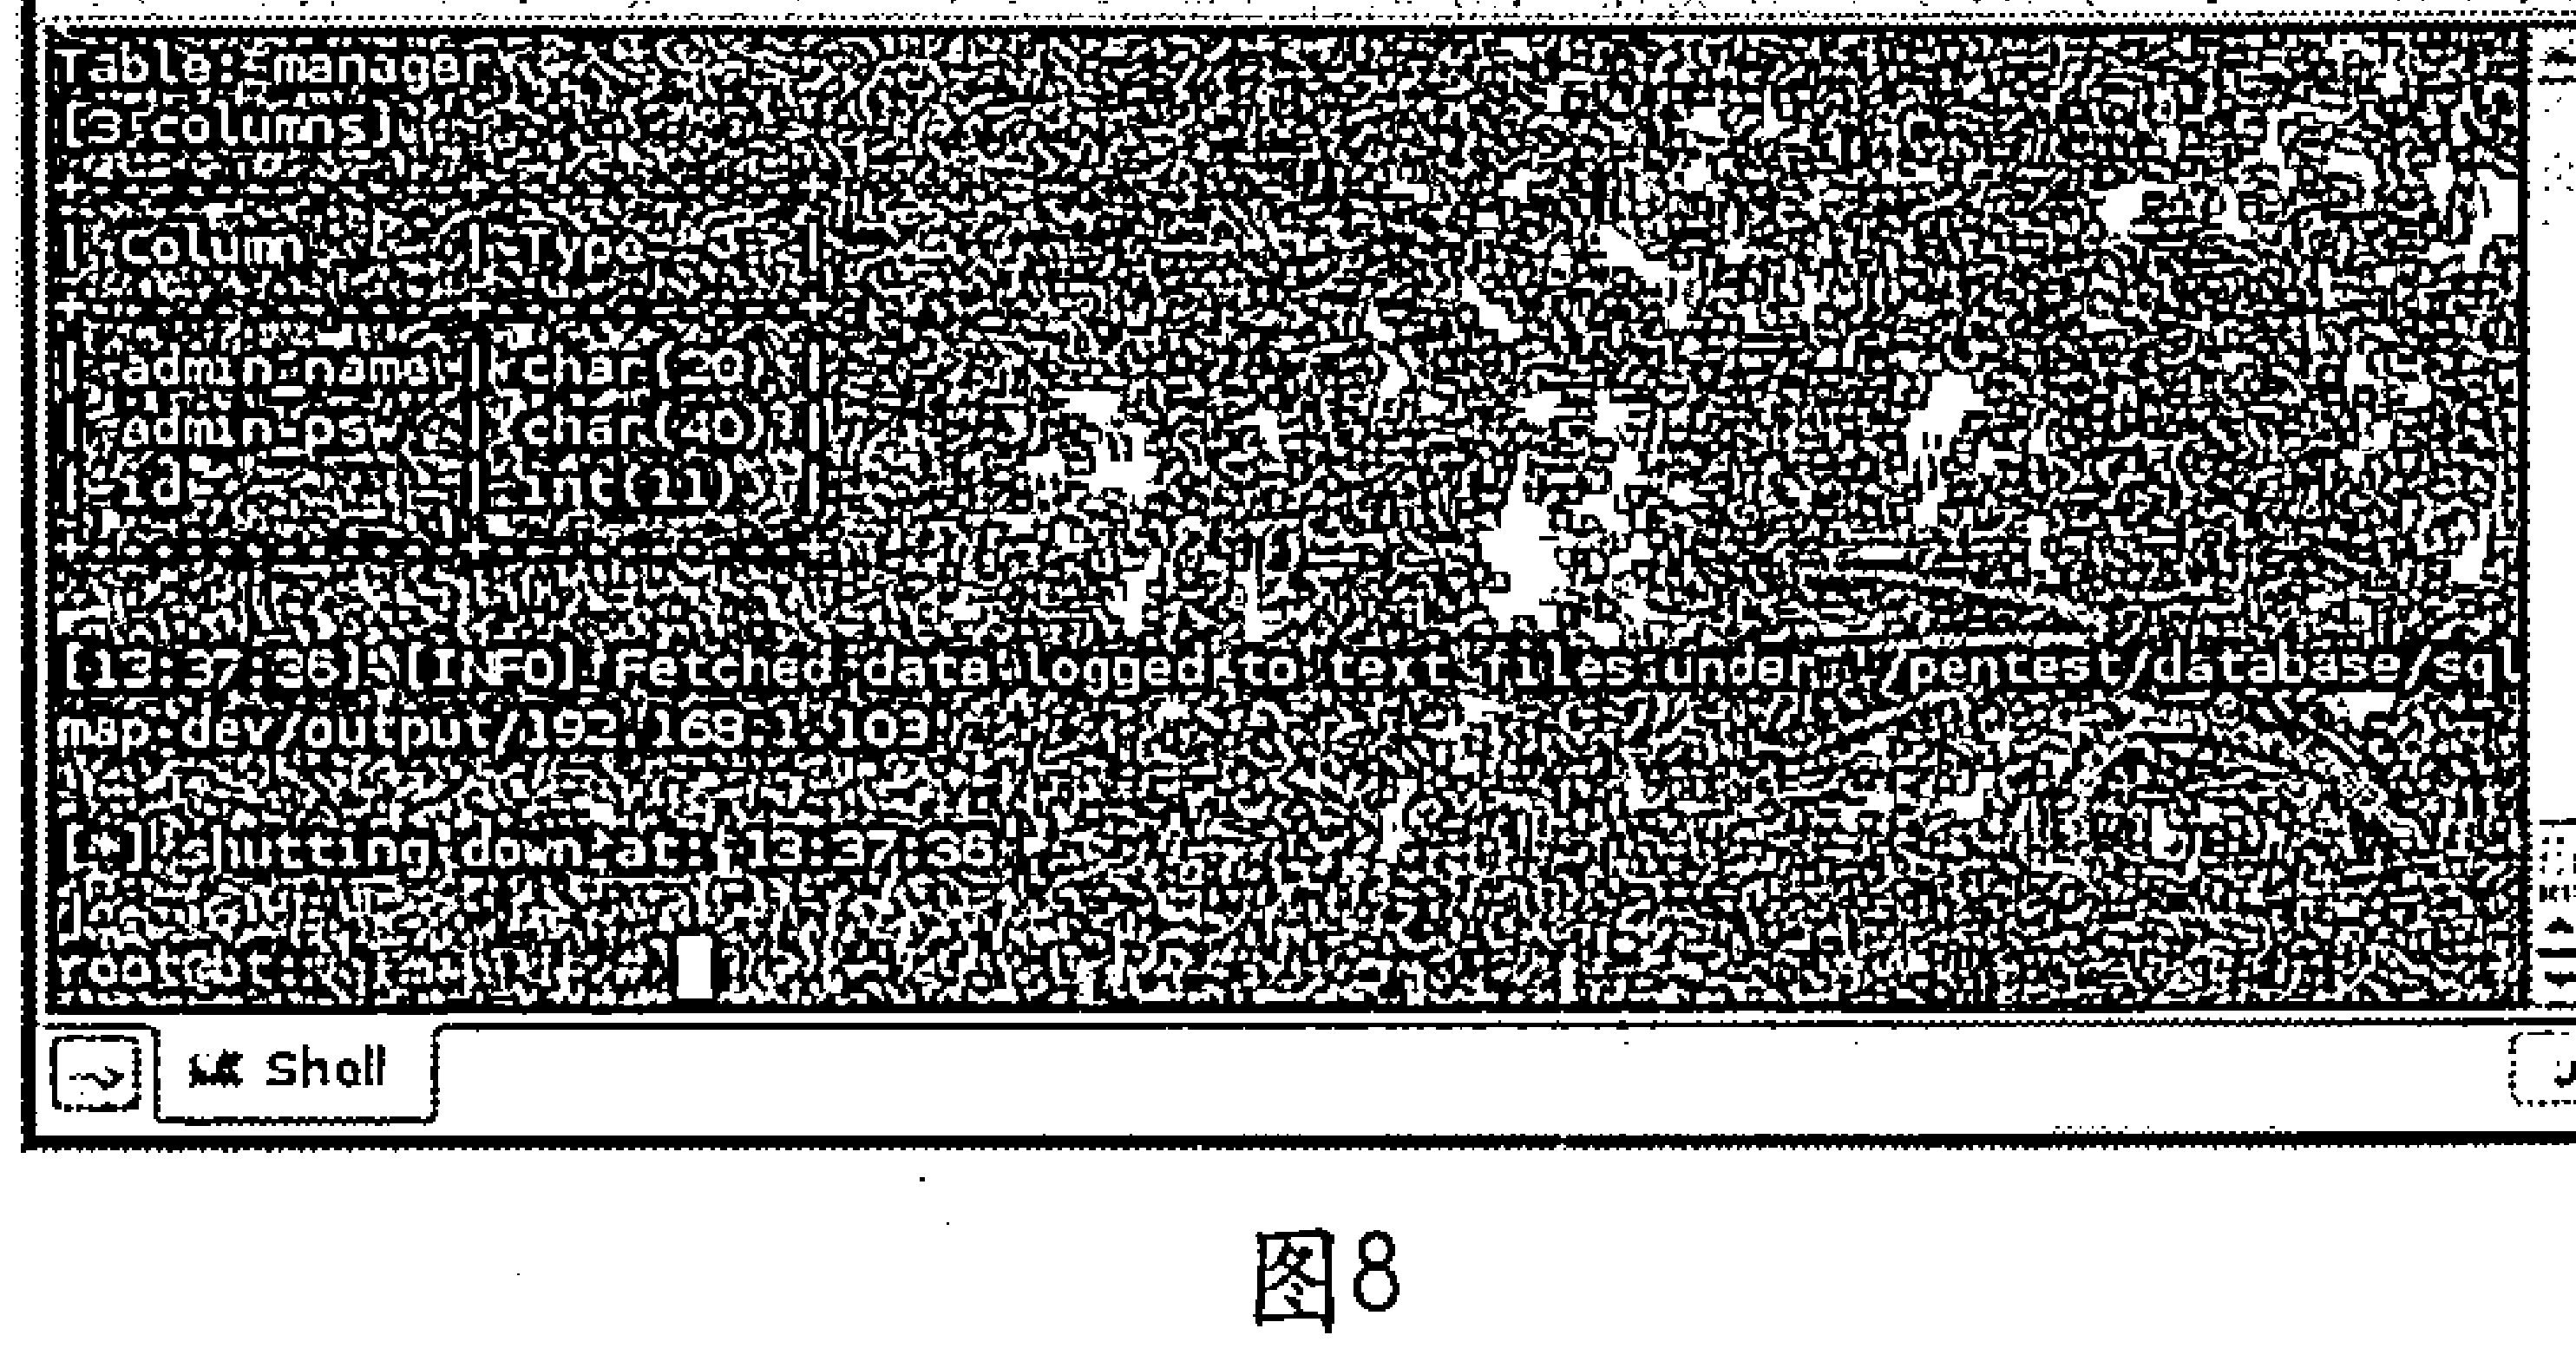 Table: manager
[3 columns]
| Column | Type |
| admin_name | char(20) |
| admin_psw | char(40) |
| id | int(11) |
[13:37:36] [INFO] Fetched data logged to text files under '/pentest/database/sql
map-dev/output/192.168.1.103'
[*] shutting down at: 13:37:36
Shell
图8